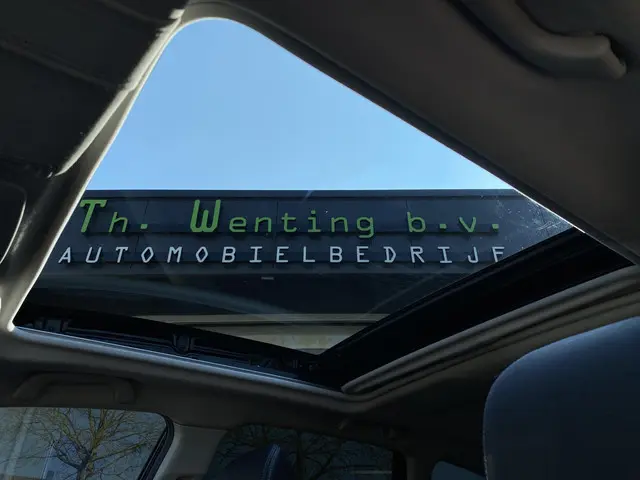 Th. Wenting b.v.
AUTOMOBIELBEDRIJF